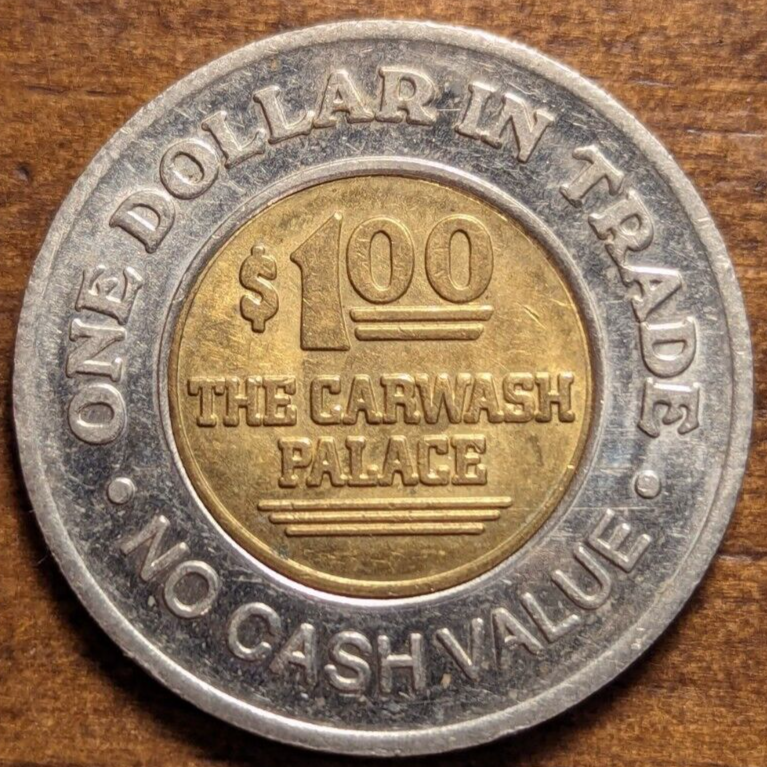 ONE DOLLAR IN TRADE
$1.00
THE CARWASH
PALACE
• NO CASH VALUE •